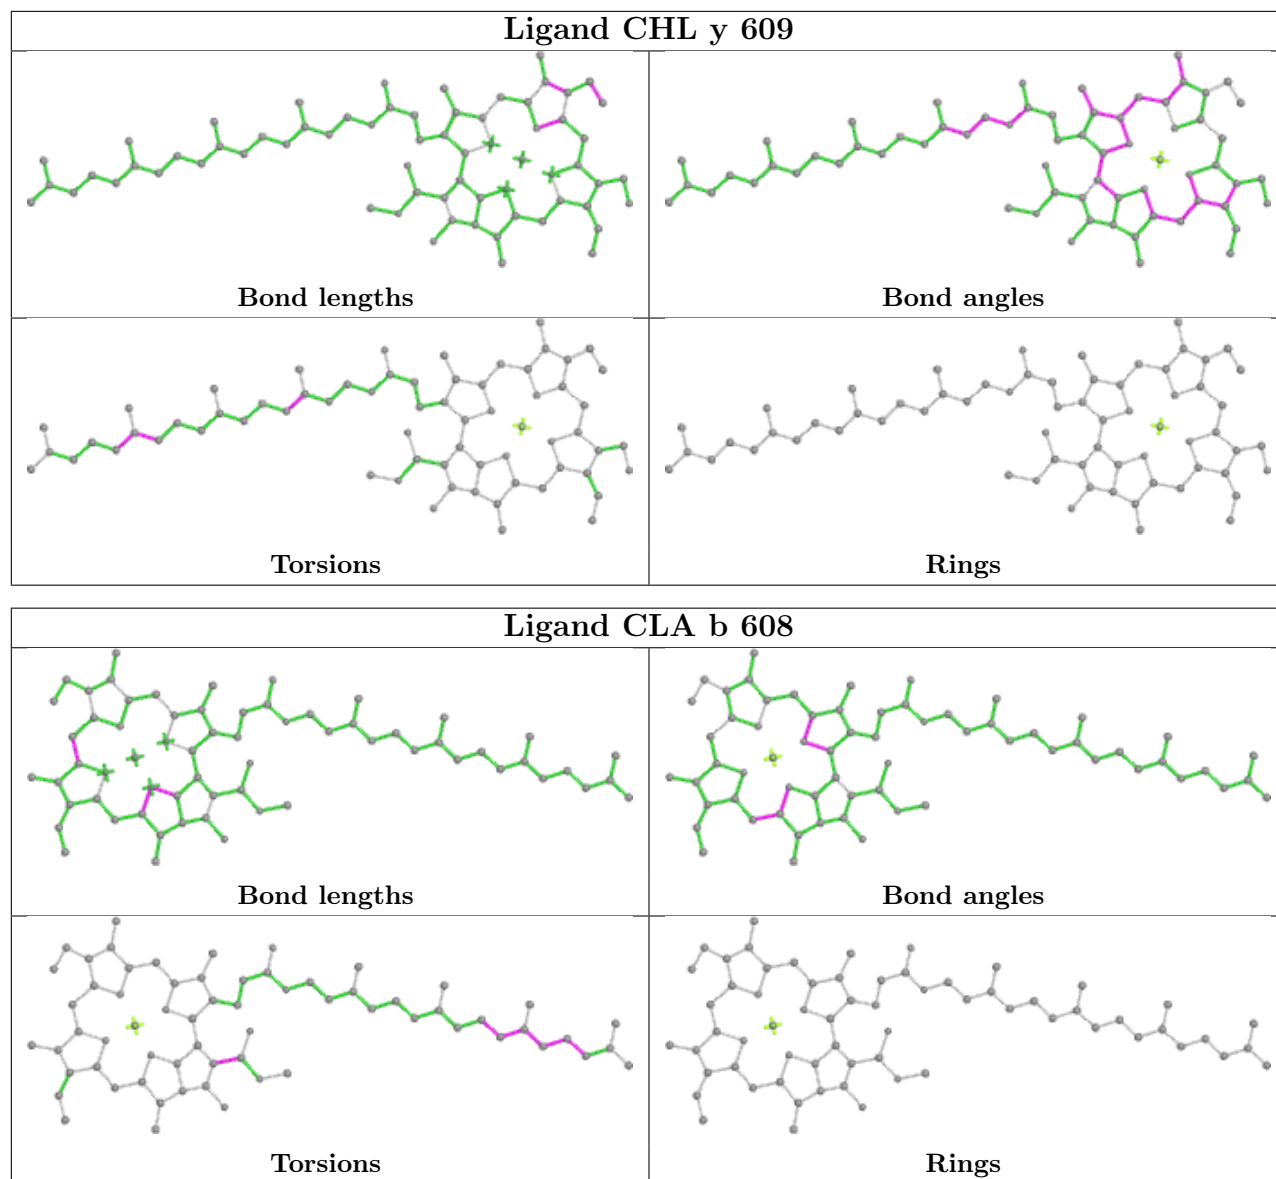 Ligand CHL y 609
Bond lengths
Bond angles
Torsions
Rings
Ligand CLA b 608
Bond lengths
Bond angles
Torsions
Rings